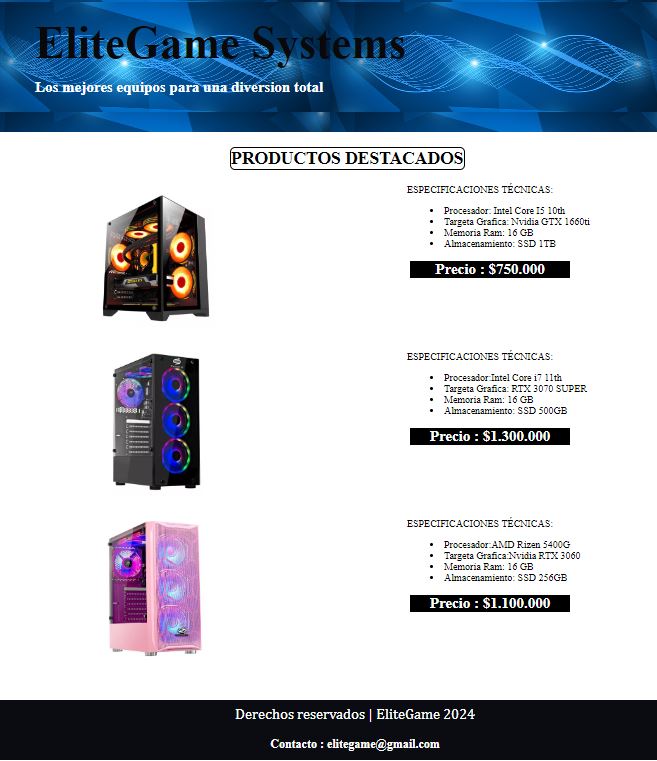 EliteGame Systems
Los mejores equipos para una diversion total
PRODUCTOS DESTACADOS
ESPECIFICACIONES TÉCNICAS:
Procesador: Intel Core I5 10th
Targeta Grafica: Nvidia GTX 1660ti
Memoria Ram: 16 GB
Almacenamiento: SSD 1TB
Precio : $750.000
ESPECIFICACIONES TÉCNICAS:
Procesador:Intel Core i7 11th
Targeta Grafica: RTX 3070 SUPER
Memoria Ram: 16 GB
Almacenamiento: SSD 500GB
Precio : $1.300.000
ESPECIFICACIONES TÉCNICAS:
Procesador:AMD Rizen 5400G
Targeta Grafica:Nvidia RTX 3060
Memoria Ram: 16 GB
Almacenamiento: SSD 256GB
Precio : $1.100.000
Derechos reservados | EliteGame 2024
Contacto : elitegame@gmail.com